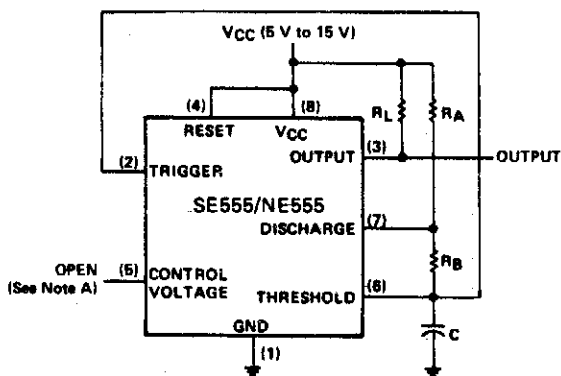 VCC (5 V to 15 V)
(4)
(8)
RL
RA
RESET
VCC
(3)
OUTPUT
OUTPUT
(2)
TRIGGER
SE555/NE555
(7)
DISCHARGE
RB
OPEN
(See Note A)
(5)
CONTROL
VOLTAGE
(6)
THRESHOLD
C
GND
(1)